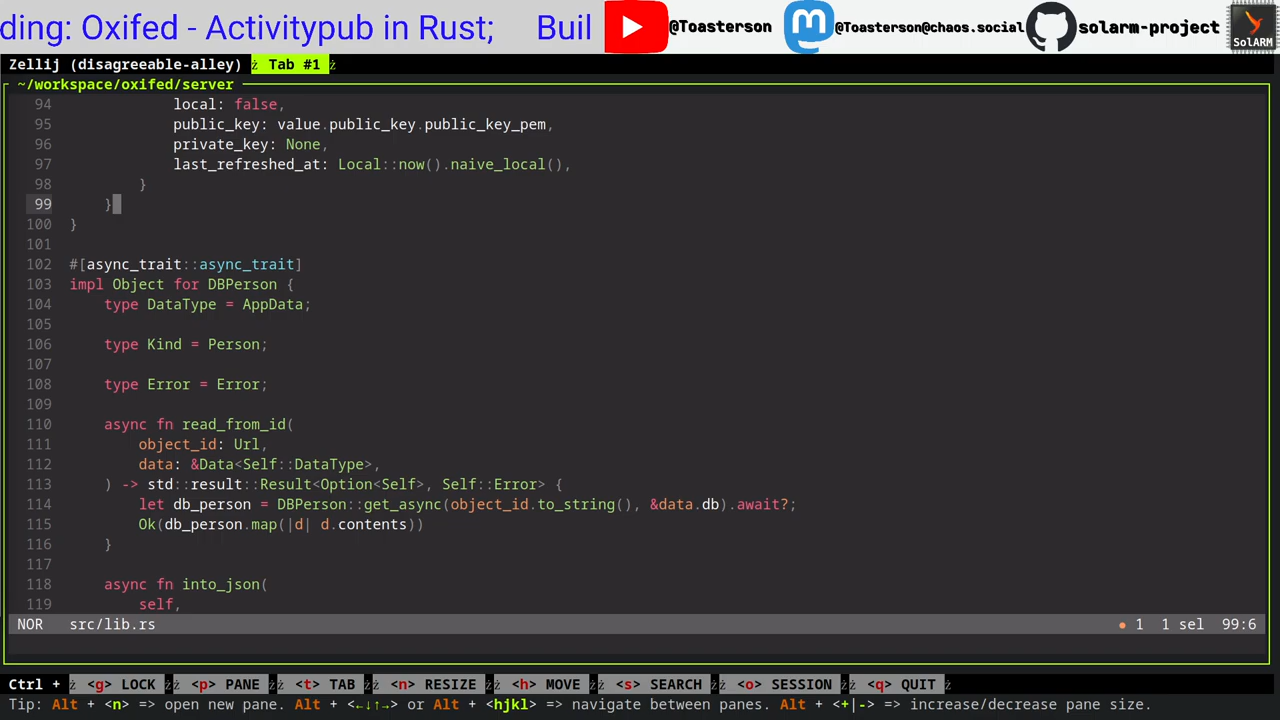 ding: Oxifed - Activitypub in Rust;    Buil
@Toasterson
@Toasterson@chaos.social
solarm-project
SolARM
Zellij (disagreeable-alley) Tab #1
~/workspace/oxifed/server
94             local: false,
95             public_key: value.public_key.public_key_pem,
96             private_key: None,
97             last_refreshed_at: Local::now().naive_local(),
98         }
99     }
100 }
101
102 #[async_trait::async_trait]
103 impl Object for DBPerson {
104     type DataType = AppData;
105
106     type Kind = Person;
107
108     type Error = Error;
109
110     async fn read_from_id(
111         object_id: Url,
112         data: &Data<Self::DataType>,
113     ) -> std::result::Result<Option<Self>, Self::Error> {
114         let db_person = DBPerson::get_async(object_id.to_string(), &data.db).await?;
115         Ok(db_person.map(|d| d.contents))
116     }
117
118     async fn into_json(
119         self,
NOR   src/lib.rs   ● 1   1 sel   99:6
Ctrl + <g> LOCK <p> PANE <t> TAB <n> RESIZE <h> MOVE <s> SEARCH <o> SESSION <q> QUIT
Tip: Alt + <n> => open new pane. Alt + <←↓↑→> or Alt + <hjkl> => navigate between panes. Alt + <+|-> => increase/decrease pane size.